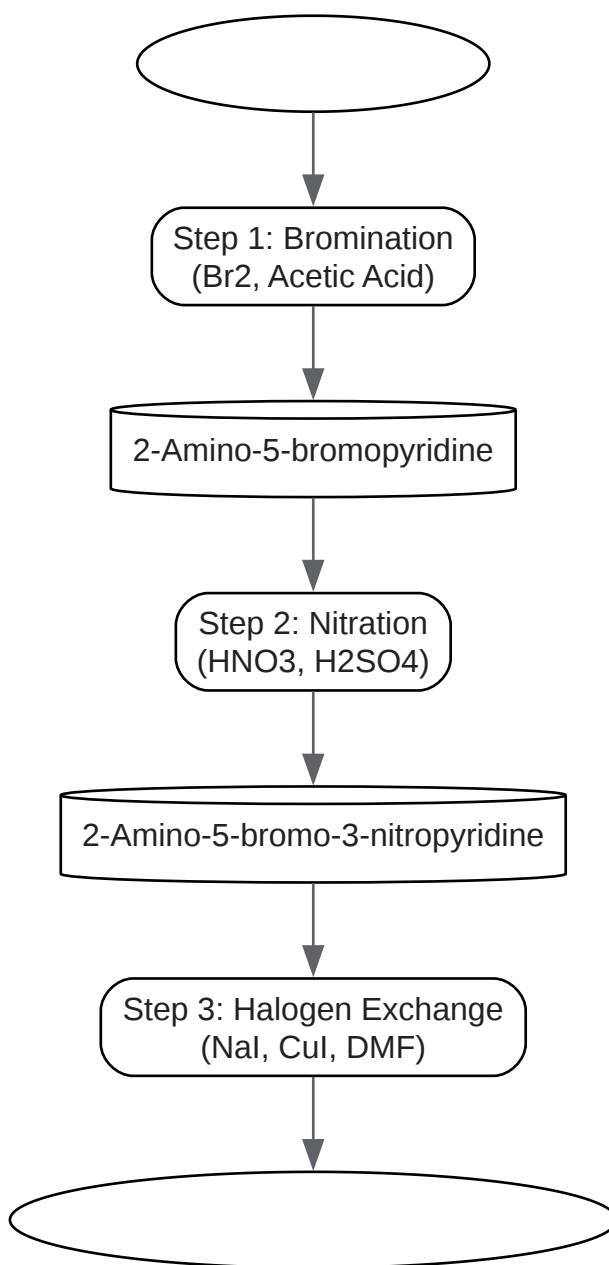 Step 1: Bromination
(Br2, Acetic Acid)
2-Amino-5-bromopyridine
Step 2: Nitration
(HNO3, H2SO4)
2-Amino-5-bromo-3-nitropyridine
Step 3: Halogen Exchange
(NaI, CuI, DMF)